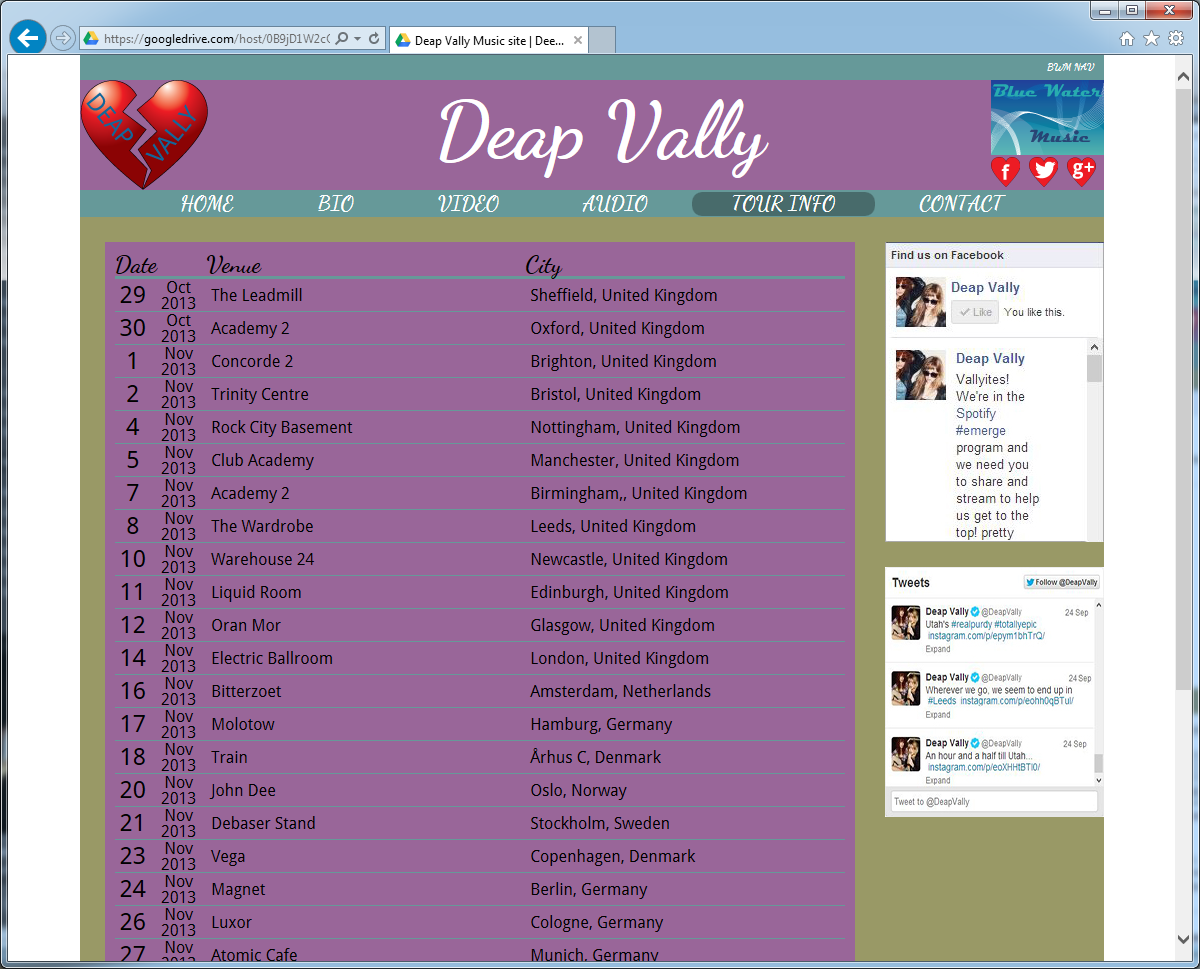 https://googledrive.com/host/0B9jD1W2c
Deap Vally Music site | Dee...
BWM NAV
DEAP VALLY
Deap Vally
Blue Water
Music
HOME BIO VIDEO AUDIO TOUR INFO CONTACT
Date Venue City
29 Oct 2013 The Leadmill Sheffield, United Kingdom
30 Oct 2013 Academy 2 Oxford, United Kingdom
1 Nov 2013 Concorde 2 Brighton, United Kingdom
2 Nov 2013 Trinity Centre Bristol, United Kingdom
4 Nov 2013 Rock City Basement Nottingham, United Kingdom
5 Nov 2013 Club Academy Manchester, United Kingdom
7 Nov 2013 Academy 2 Birmingham,, United Kingdom
8 Nov 2013 The Wardrobe Leeds, United Kingdom
10 Nov 2013 Warehouse 24 Newcastle, United Kingdom
11 Nov 2013 Liquid Room Edinburgh, United Kingdom
12 Nov 2013 Oran Mor Glasgow, United Kingdom
14 Nov 2013 Electric Ballroom London, United Kingdom
16 Nov 2013 Bitterzoet Amsterdam, Netherlands
17 Nov 2013 Molotow Hamburg, Germany
18 Nov 2013 Train Århus C, Denmark
20 Nov 2013 John Dee Oslo, Norway
21 Nov 2013 Debaser Stand Stockholm, Sweden
23 Nov 2013 Vega Copenhagen, Denmark
24 Nov 2013 Magnet Berlin, Germany
26 Nov 2013 Luxor Cologne, Germany
27 Nov 2013 Atomic Cafe Munich, Germany
Find us on Facebook
Deap Vally
Like You like this.
Deap Vally
Vallyites!
We're in the
Spotify
#emerge
program and
we need you
to share and
stream to help
us get to the
top! pretty
Tweets Follow @DeapVally
Deap Vally @DeapVally 24 Sep
Utah's #realpurdy #totallyepic
instagram.com/p/epym1bhTrQ/
Expand
Deap Vally @DeapVally 24 Sep
Wherever we go, we seem to end up in
#Leeds instagram.com/p/eohh0qBTul/
Expand
Deap Vally @DeapVally 24 Sep
An hour and a half till Utah...
instagram.com/p/eoXHHtBTl0/
Expand
Tweet to @DeapVally